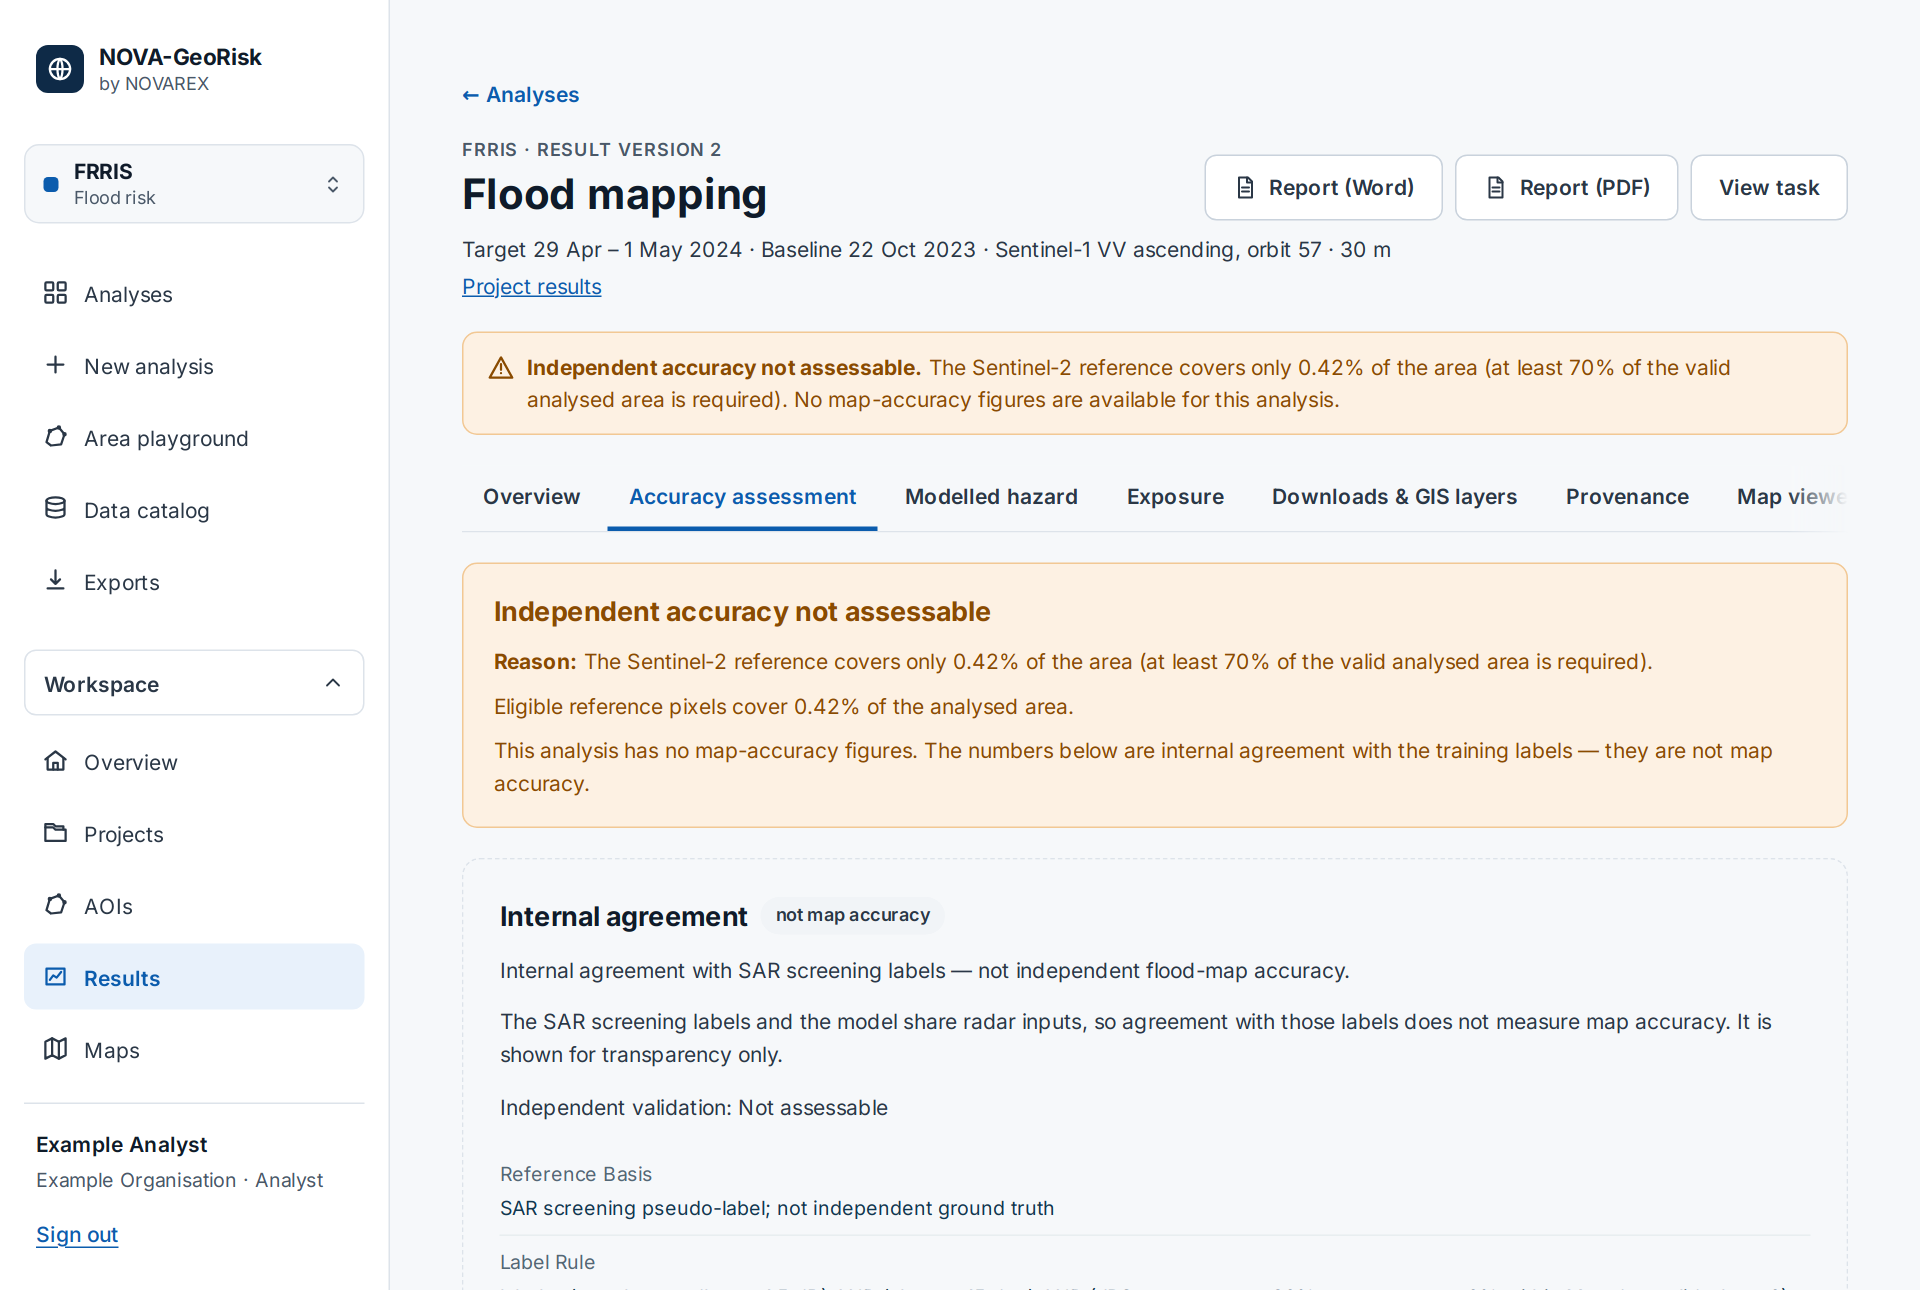 NOVA-GeoRisk
by NOVAREX
FRRIS
Flood risk
Analyses
New analysis
Area playground
Data catalog
Exports
Workspace
Overview
Projects
AOIs
Results
Maps
Example Analyst
Example Organisation · Analyst
Sign out
← Analyses
FRRIS · RESULT VERSION 2
Flood mapping
Report (Word)
Report (PDF)
View task
Target 29 Apr – 1 May 2024 · Baseline 22 Oct 2023 · Sentinel-1 VV ascending, orbit 57 · 30 m
Project results
Independent accuracy not assessable. The Sentinel-2 reference covers only 0.42% of the area (at least 70% of the valid
analysed area is required). No map-accuracy figures are available for this analysis.
Overview
Accuracy assessment
Modelled hazard
Exposure
Downloads & GIS layers
Provenance
Map viewe
Independent accuracy not assessable
Reason: The Sentinel-2 reference covers only 0.42% of the area (at least 70% of the valid analysed area is required).
Eligible reference pixels cover 0.42% of the analysed area.
This analysis has no map-accuracy figures. The numbers below are internal agreement with the training labels — they are not map
accuracy.
Internal agreement
not map accuracy
Internal agreement with SAR screening labels — not independent flood-map accuracy.
The SAR screening labels and the model share radar inputs, so agreement with those labels does not measure map accuracy. It is
shown for transparency only.
Independent validation: Not assessable
Reference Basis
SAR screening pseudo-label; not independent ground truth
Label Rule